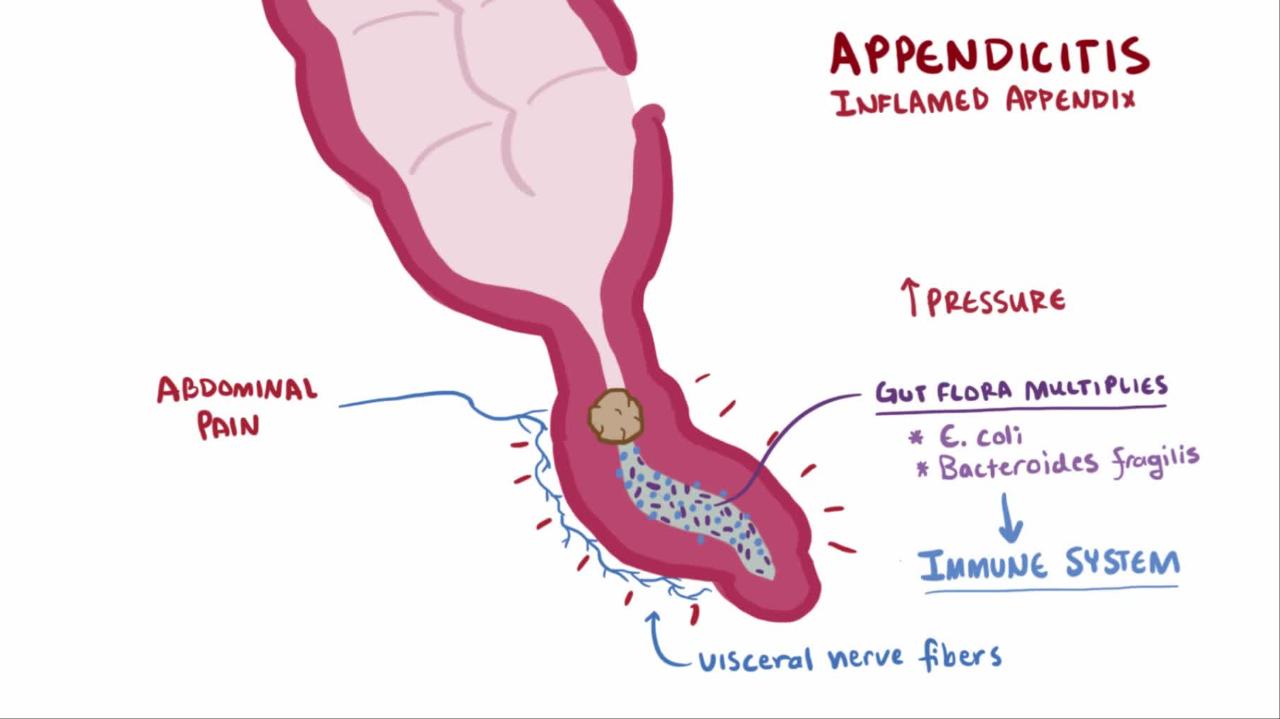 APPENDICITIS
INFLAMED APPENDIX
↑ PRESSURE
ABDOMINAL
PAIN
GUT FLORA MULTIPLIES
* E. coli
* Bacteroides fragilis
↓
IMMUNE SYSTEM
visceral nerve fibers